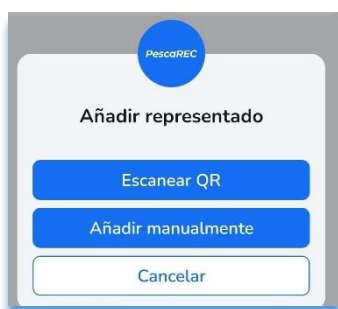 PescaREC
Añadir representado
Escanear QR
Añadir manualmente
Cancelar